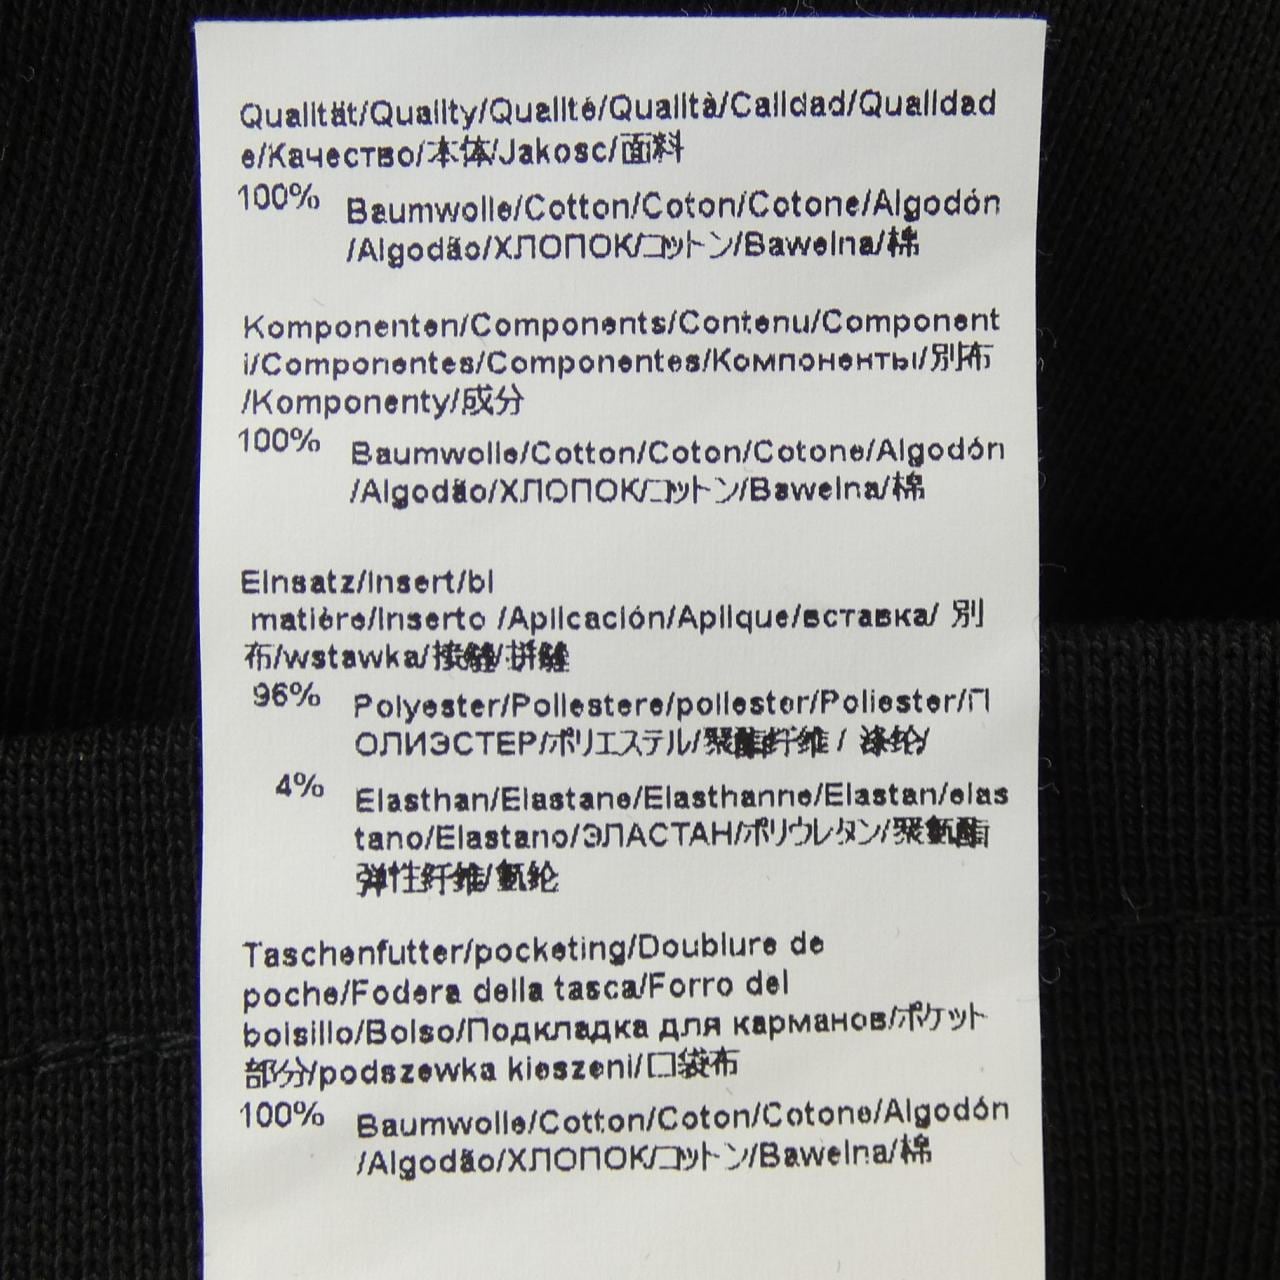 Qualität/Quality/Qualité/Qualità/Calidad/Qualidad
e/Качество/本体/Jakosc/面料
100% Baumwolle/Cotton/Coton/Cotone/Algodón
/Algodão/ХЛОПОК/コットン/Bawelna/棉
Komponenten/Components/Contenu/Component
i/Componentes/Componentes/Компоненты/別布
/Komponenty/成分
100% Baumwolle/Cotton/Coton/Cotone/Algodón
/Algodão/ХЛОПОК/コットン/Bawelna/棉
Einsatz/Insert/bi
matière/Inserto /Aplicación/Aplique/вставка/ 別
布/wstawka/接縫/拼缝
96% Polyester/Poliestere/poliester/Poliester/П
ОЛИЭСТЕР/ポリエステル/聚酯纤维 / 涤纶/
4% Elasthan/Elastane/Elasthanne/Elastan/elas
tano/Elastano/ЭЛАСТАН/ポリウレタン/聚氨酯
弹性纤维/氨纶
Taschenfutter/pocketing/Doublure de
poche/Fodera della tasca/Forro del
bolsillo/Bolso/Подкладка для карманов/ポケット
部分/podszewka kieszeni/口袋布
100% Baumwolle/Cotton/Coton/Cotone/Algodón
/Algodão/ХЛОПОК/コットン/Bawelna/棉